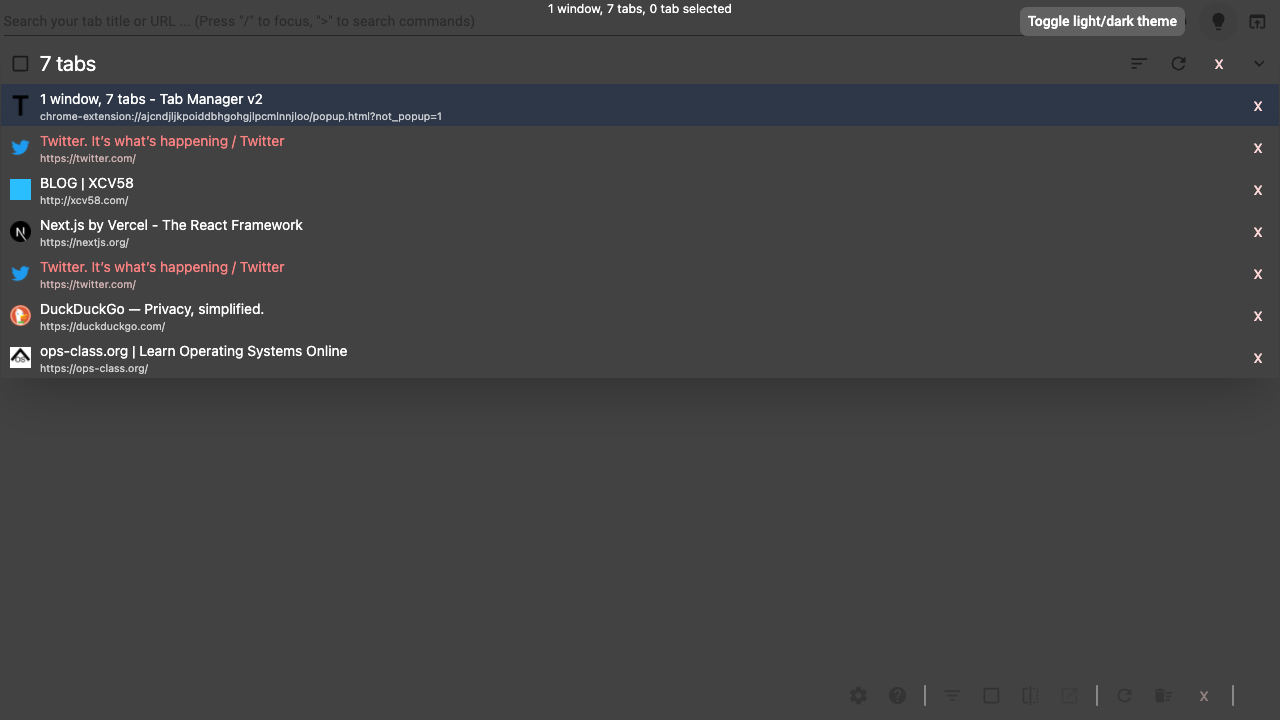 1 window, 7 tabs, 0 tab selected
Search your tab title or URL ... (Press "/" to focus, ">" to search commands)
Toggle light/dark theme
7 tabs
x
T
1 window, 7 tabs - Tab Manager v2
chrome-extension://ajcndjljkpoiddbhgohgjlpcmlnnjloo/popup.html?not_popup=1
x
Twitter. It's what's happening / Twitter
https://twitter.com/
x
BLOG | XCV58
http://xcv58.com/
x
N
Next.js by Vercel - The React Framework
https://nextjs.org/
x
Twitter. It's what's happening / Twitter
https://twitter.com/
x
DuckDuckGo — Privacy, simplified.
https://duckduckgo.com/
x
OS
ops-class.org | Learn Operating Systems Online
https://ops-class.org/
x
x